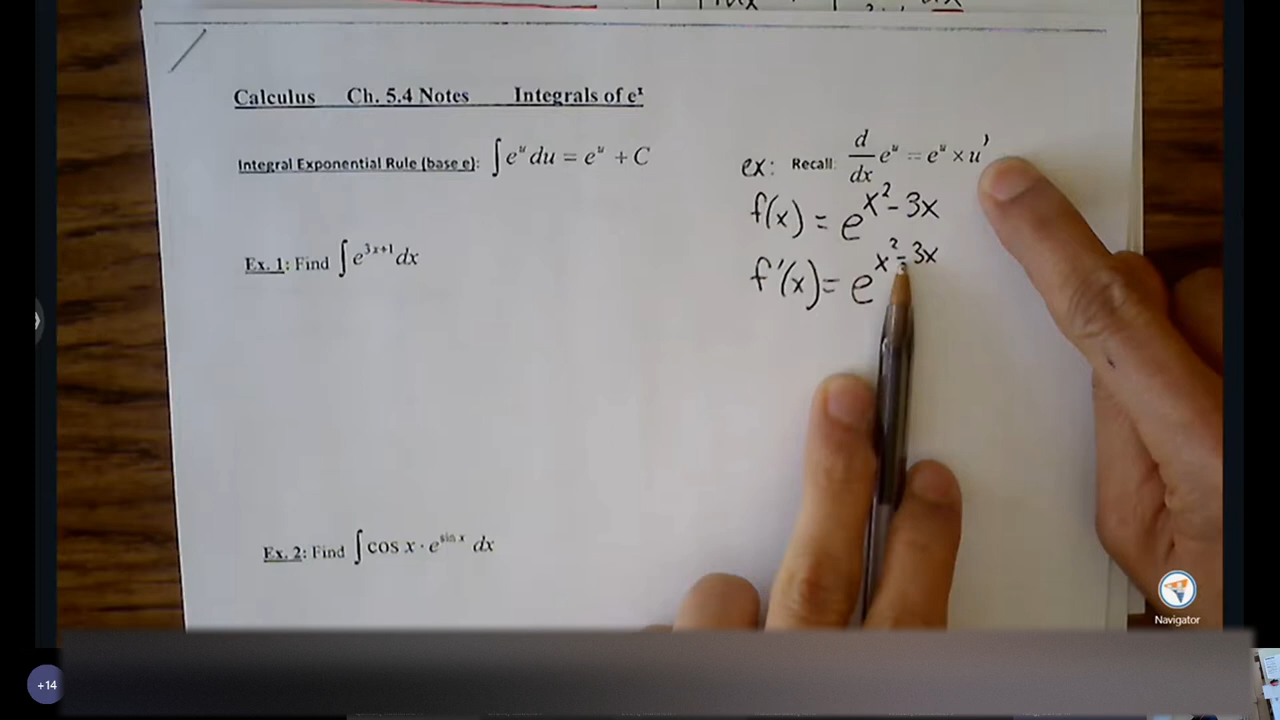 Calculus Ch. 5.4 Notes Integrals of eˣ
Integral Exponential Rule (base e): ∫eᵘ du = eᵘ + C
ex: Recall: d/dx eᵘ = eᵘ × u'
f(x) = e^(x² - 3x)
f'(x) = e^(x² - 3x)
Ex. 1: Find ∫e^(3x+1) dx
Ex. 2: Find ∫cos x · e^(sin x) dx
Navigator
+14